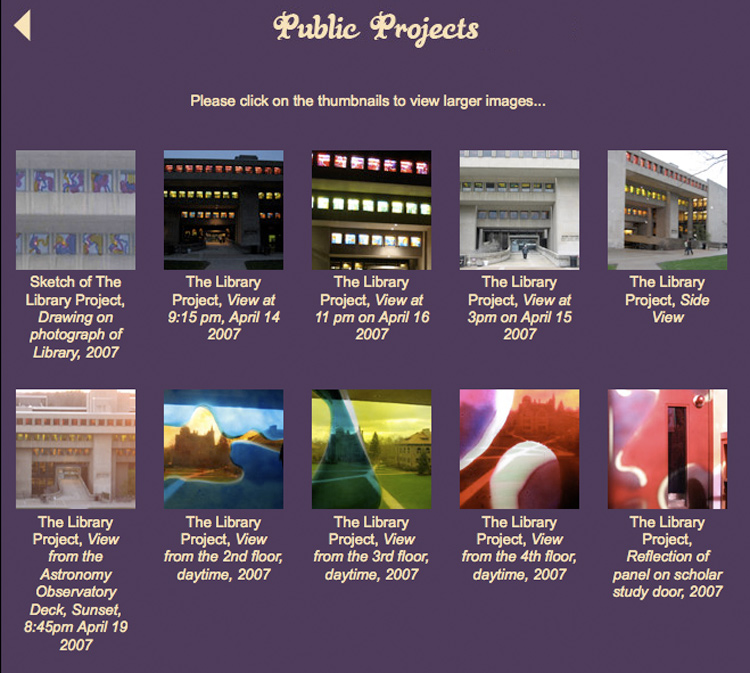 Public Projects
Please click on the thumbnails to view larger images...
Sketch of The
Library Project,
Drawing on
photograph of
Library, 2007
The Library
Project, View at
9:15 pm, April 14
2007
The Library
Project, View at
11 pm on April 16
2007
The Library
Project, View at
3pm on April 15
2007
The Library
Project, Side
View
The Library
Project, View
from the
Astronomy
Observatory
Deck, Sunset,
8:45pm April 19
2007
The Library
Project, View
from the 2nd floor,
daytime, 2007
The Library
Project, View
from the 3rd floor,
daytime, 2007
The Library
Project, View
from the 4th floor,
daytime, 2007
The Library
Project,
Reflection of
panel on scholar
study door, 2007